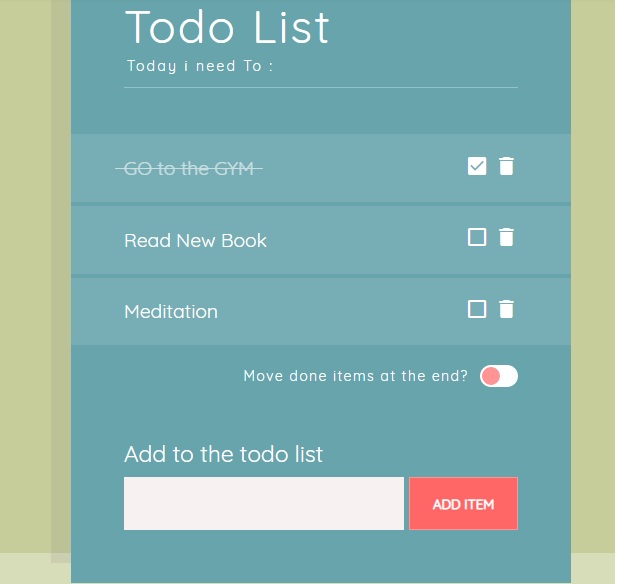 Todo List
Today i need To :
GO to the GYM
Read New Book
Meditation
Move done items at the end?
Add to the todo list
ADD ITEM